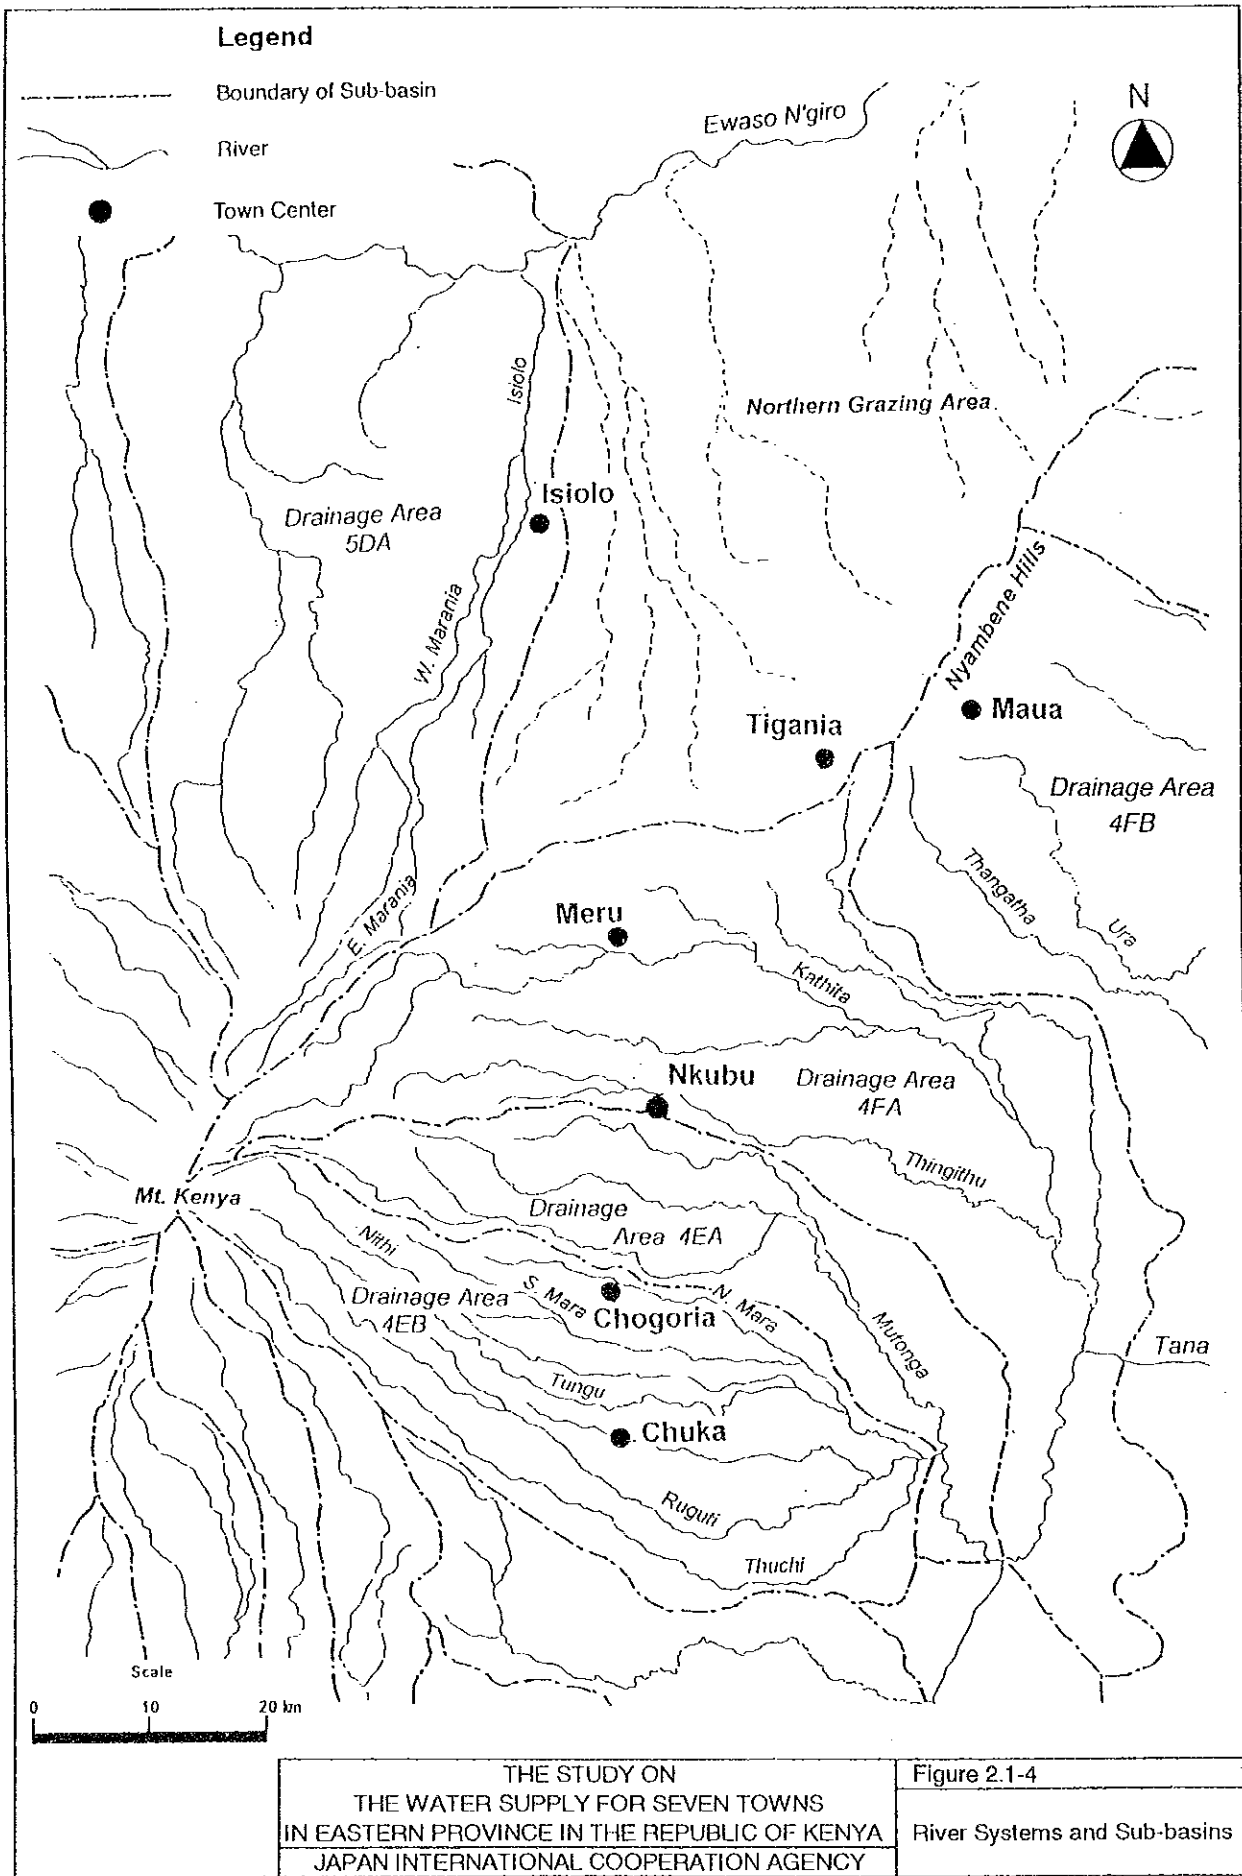 Legend
Boundary of Sub-basin
River
Town Center
N
Ewaso N'giro
Isiolo
Northern Grazing Area
Isiolo
Drainage Area
5DA
W. Marania
Nyambene Hills
Maua
Tigania
Drainage Area
4FB
Thangatha
Ura
E. Marania
Meru
Kathita
Nkubu
Drainage Area
4FA
Thingithu
Mt. Kenya
Drainage
Area 4EA
Nithi
Drainage Area
4EB
S. Mara
N. Mara
Chogoria
Mutonga
Tana
Tungu
Chuka
Ruguti
Thuchi
Scale
0 10 20 km
THE STUDY ON
THE WATER SUPPLY FOR SEVEN TOWNS
IN EASTERN PROVINCE IN THE REPUBLIC OF KENYA
JAPAN INTERNATIONAL COOPERATION AGENCY
Figure 2.1-4
River Systems and Sub-basins